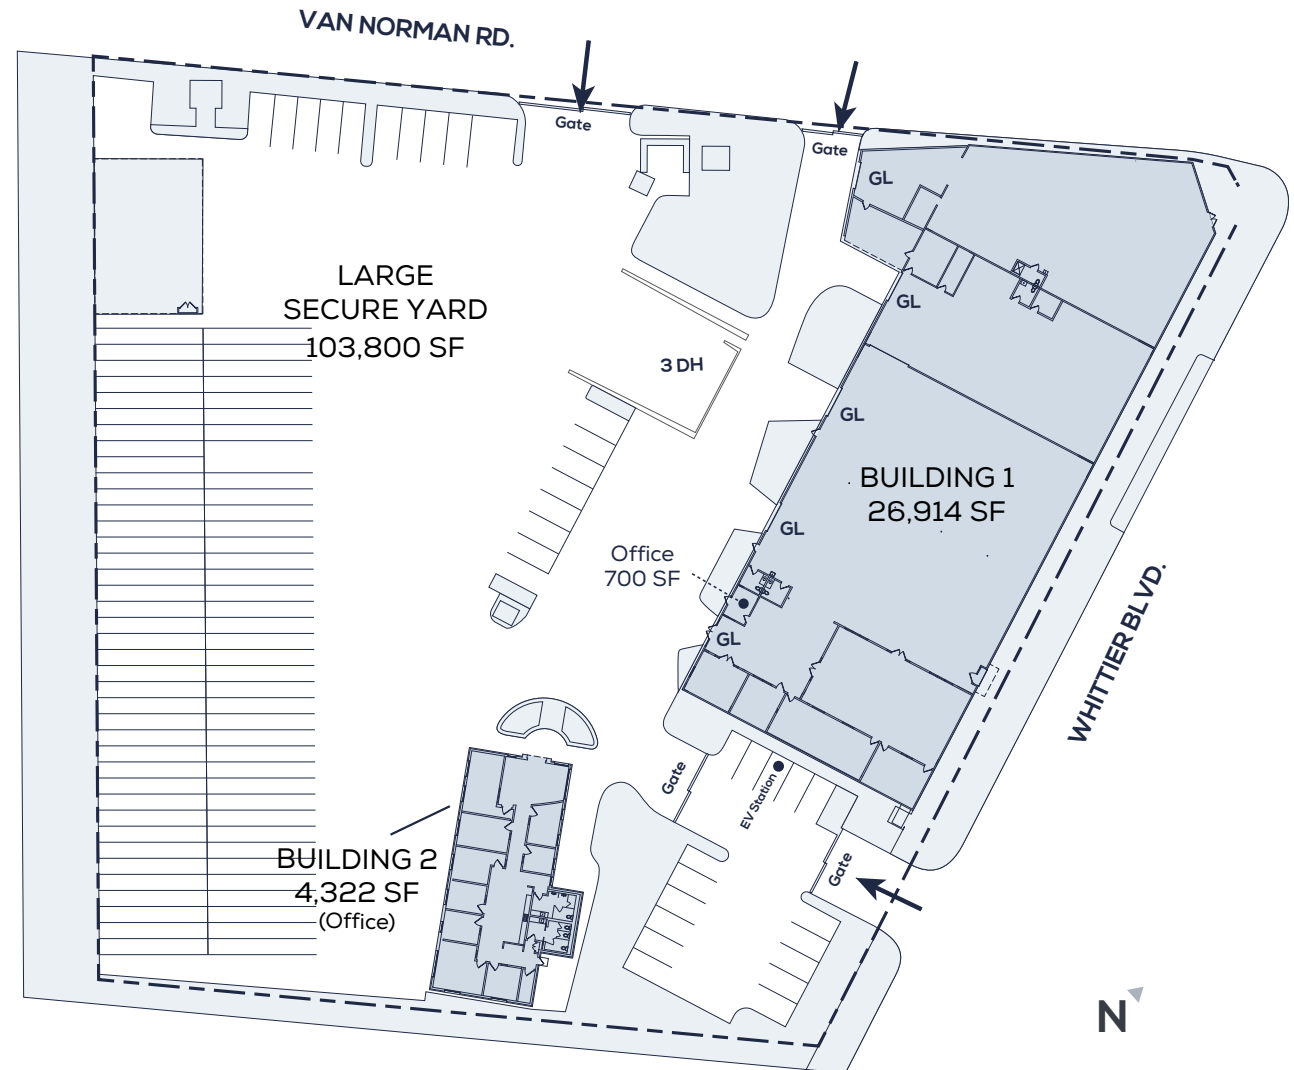 VAN NORMAN RD.
Gate
Gate
GL
LARGE
SECURE YARD
103,800 SF
GL
3 DH
GL
BUILDING 1
26,914 SF
GL
Office
700 SF
GL
WHITTIER BLVD.
Gate
EV Station
BUILDING 2
4,322 SF
(Office)
Gate
N